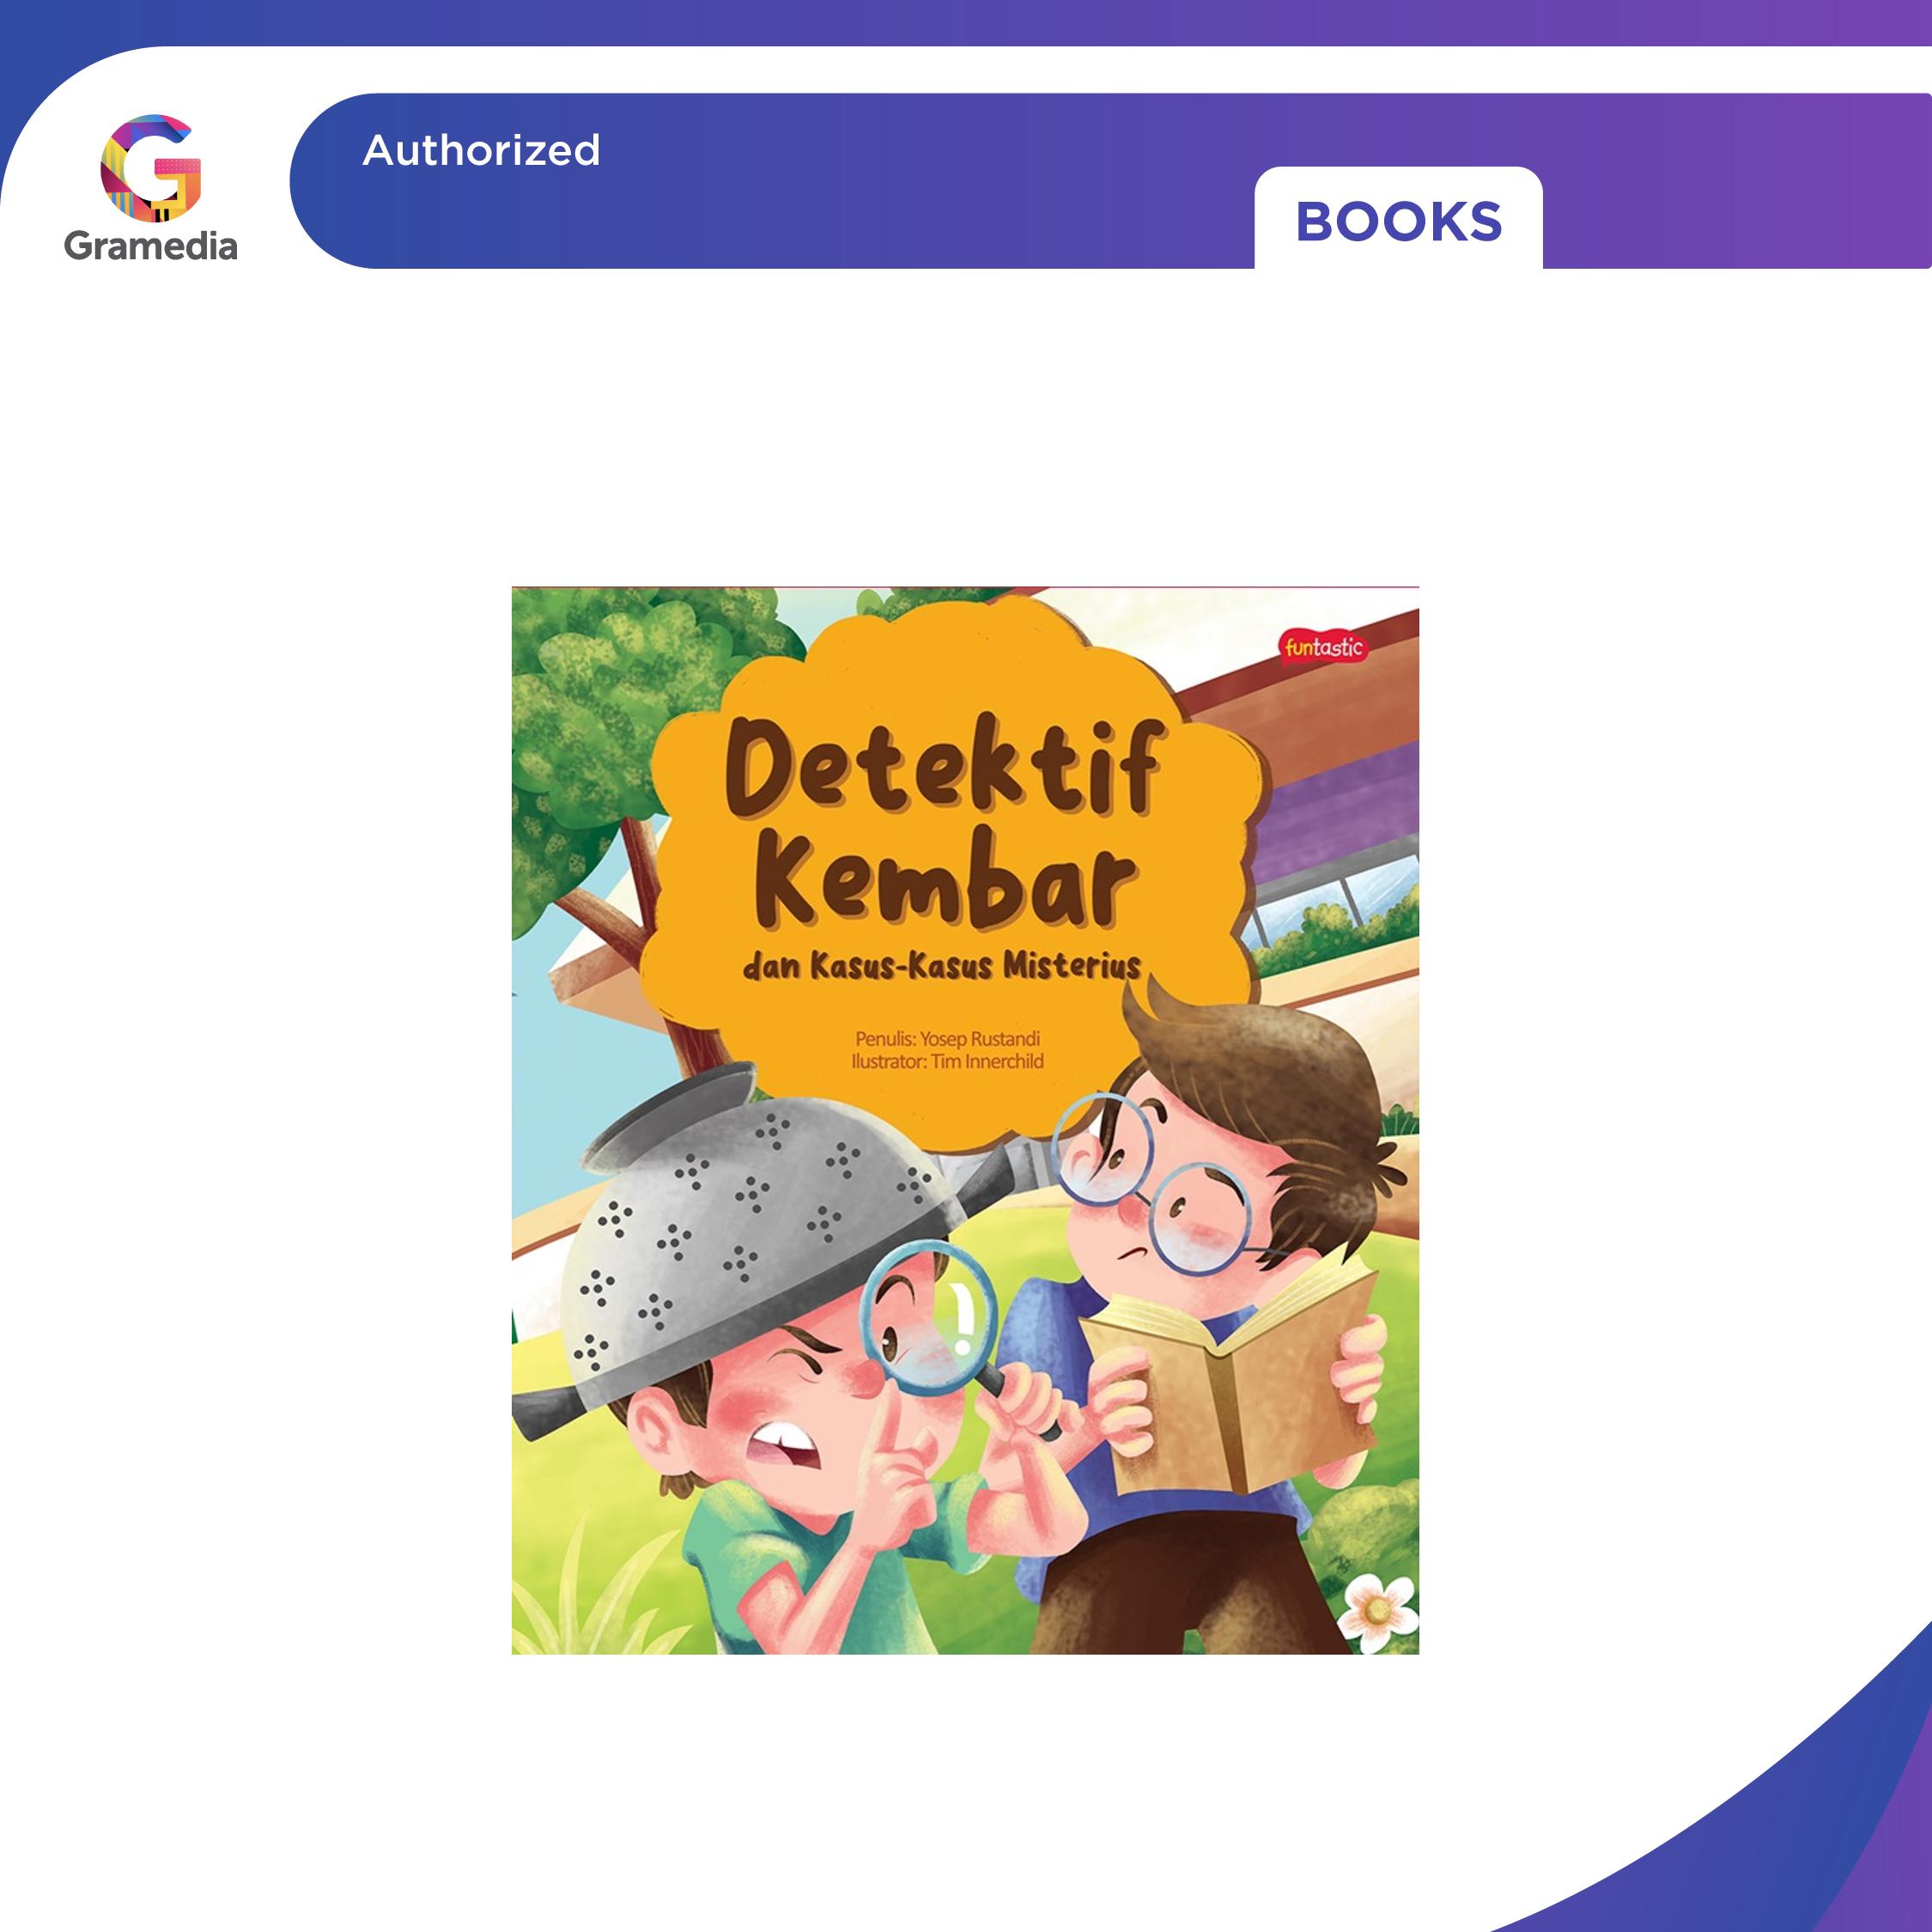 Authorized
Gramedia
BOOKS
funtastic
Detektif
Kembar
dan Kasus-Kasus Misterius
Penulis: Yosep Rustandi
Ilustrator: Tim Innerchild